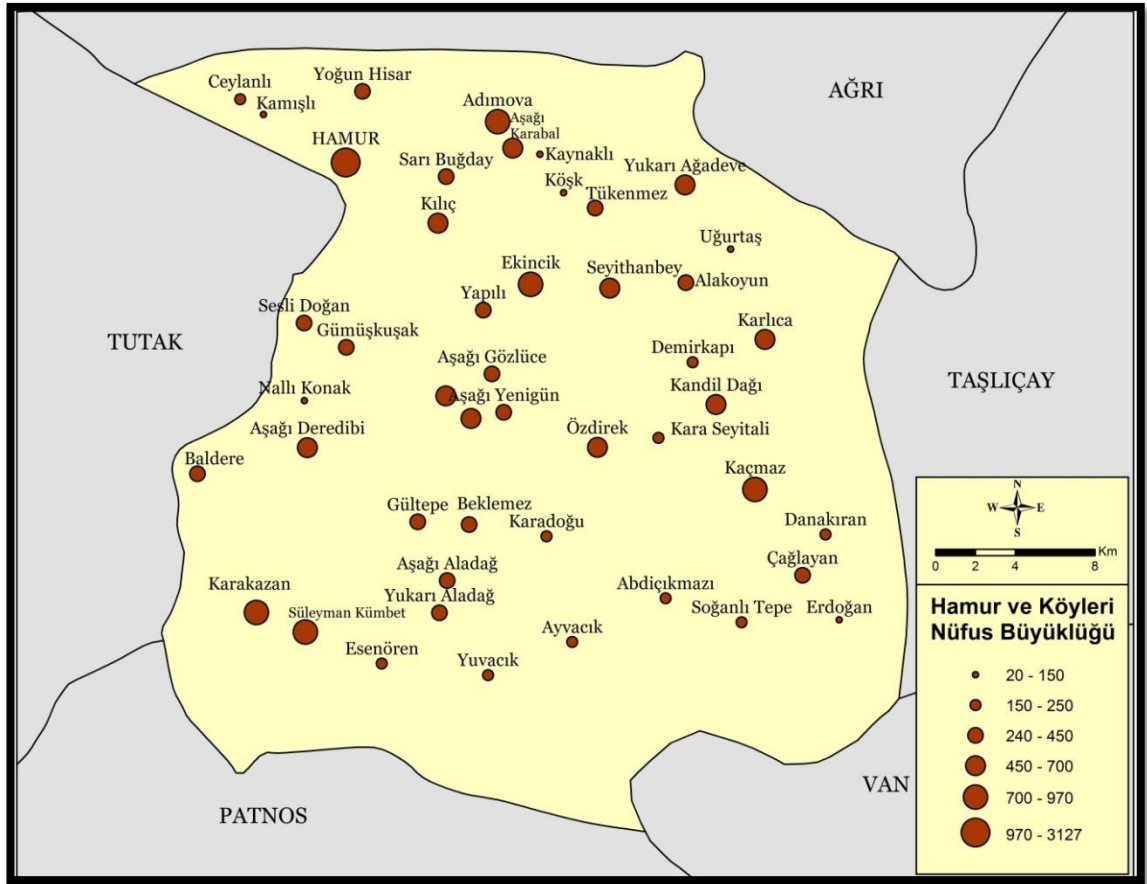 AĞRI
Ceylanlı
Yoğun Hisar
Kamışlı
Adımova
Aşağı
Karabal
HAMUR
Sarı Buğday
Kaynaklı
Yukarı Ağadeve
Köşk
Tükenmez
Kılıç
Uğurtaş
Ekincik
Seyithanbey
Alakoyun
Yapılı
Sesli Doğan
Gümüşkuşak
Karlıca
TUTAK
Aşağı Gözlüce
Demirkapı
TAŞLIÇAY
Nallı Konak
Aşağı Yenigün
Kandil Dağı
Aşağı Deredibi
Özdirek
Kara Seyitali
Baldere
Kaçmaz
Gültepe
Beklemez
Karadoğu
Danakıran
Aşağı Aladağ
Çağlayan
Karakazan
Yukarı Aladağ
Abdiçıkmazı
Süleyman Kümbet
Soğanlı Tepe
Erdoğan
Ayvacık
Esenören
Yuvacık
PATNOS
VAN
N
W E
S
Km
0 2 4 8
Hamur ve Köyleri
Nüfus Büyüklüğü
20 - 150
150 - 250
240 - 450
450 - 700
700 - 970
970 - 3127